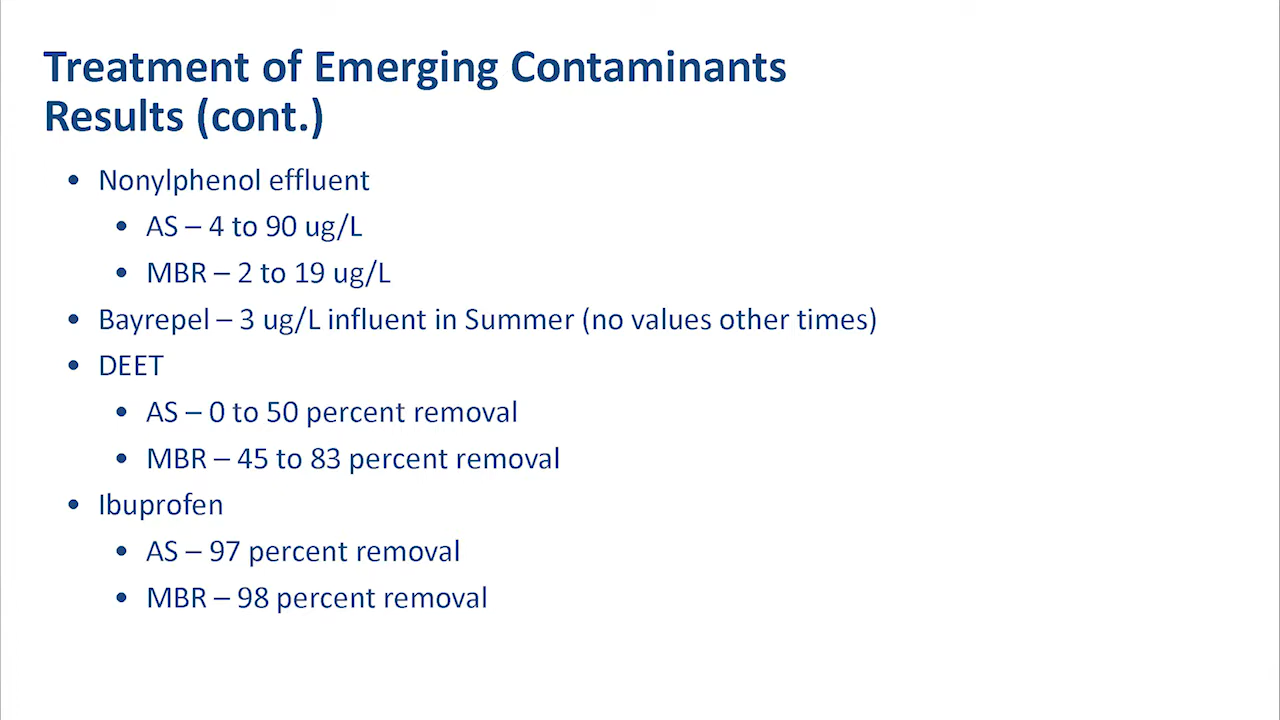 Treatment of Emerging Contaminants
Results (cont.)
• Nonylphenol effluent
• AS – 4 to 90 ug/L
• MBR – 2 to 19 ug/L
• Bayrepel – 3 ug/L influent in Summer (no values other times)
• DEET
• AS – 0 to 50 percent removal
• MBR – 45 to 83 percent removal
• Ibuprofen
• AS – 97 percent removal
• MBR – 98 percent removal